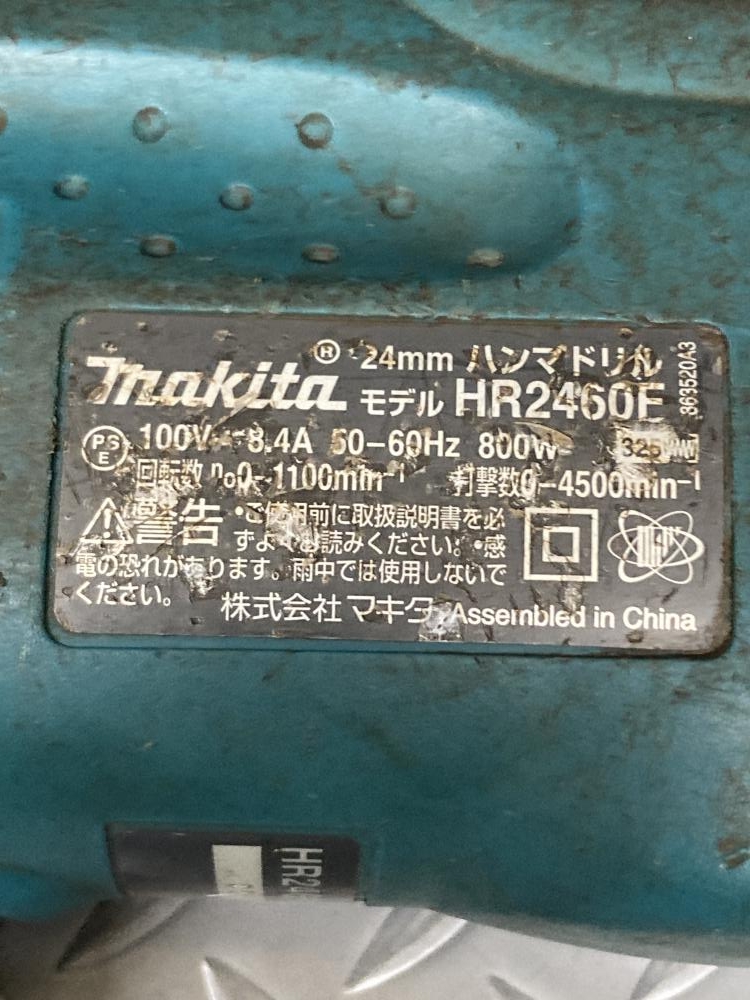 makita® 24mm ハンマドリル
モデル HR2460F
363520A3
PSE 100V~ 8.4A 50-60Hz 800W
回転数 n₀0-1100min⁻¹ 打撃数0-4500min⁻¹
警告 •ご使用前に取扱説明書を必
ずよくお読みください。•感
電の恐れがあります。雨中では使用しないで
ください。
株式会社 マキタ Assembled in China
HR24